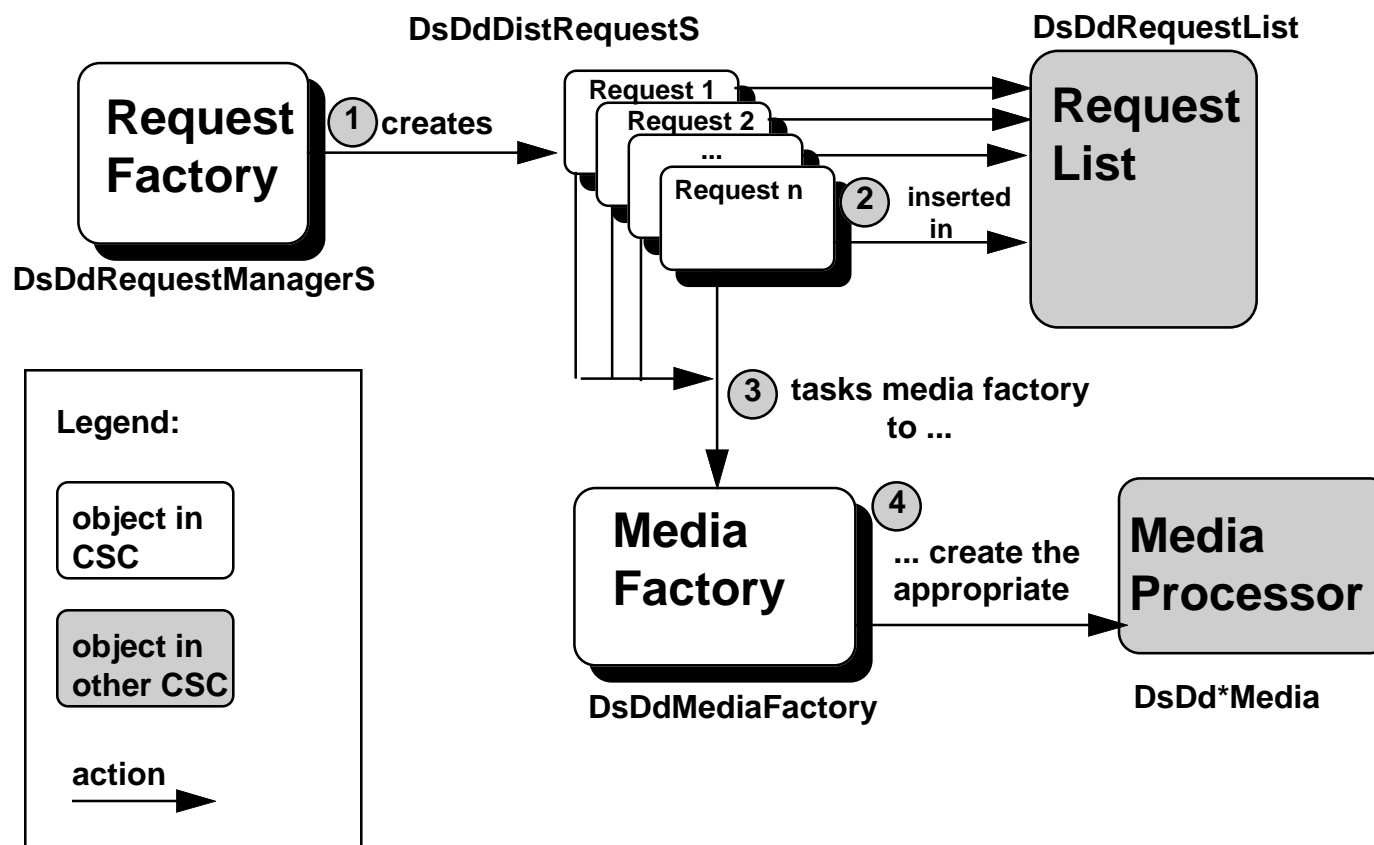 DsDdDistRequestS
DsDdRequestList
Request
Factory
1
creates
Request 1
Request 2
...
Request n
2
inserted
in
Request
List
DsDdRequestManagerS
3
tasks media factory
to ...
Legend:
object in
CSC
object in
other CSC
action
Media
Factory
4
... create the
appropriate
Media
Processor
DsDdMediaFactory
DsDd*Media